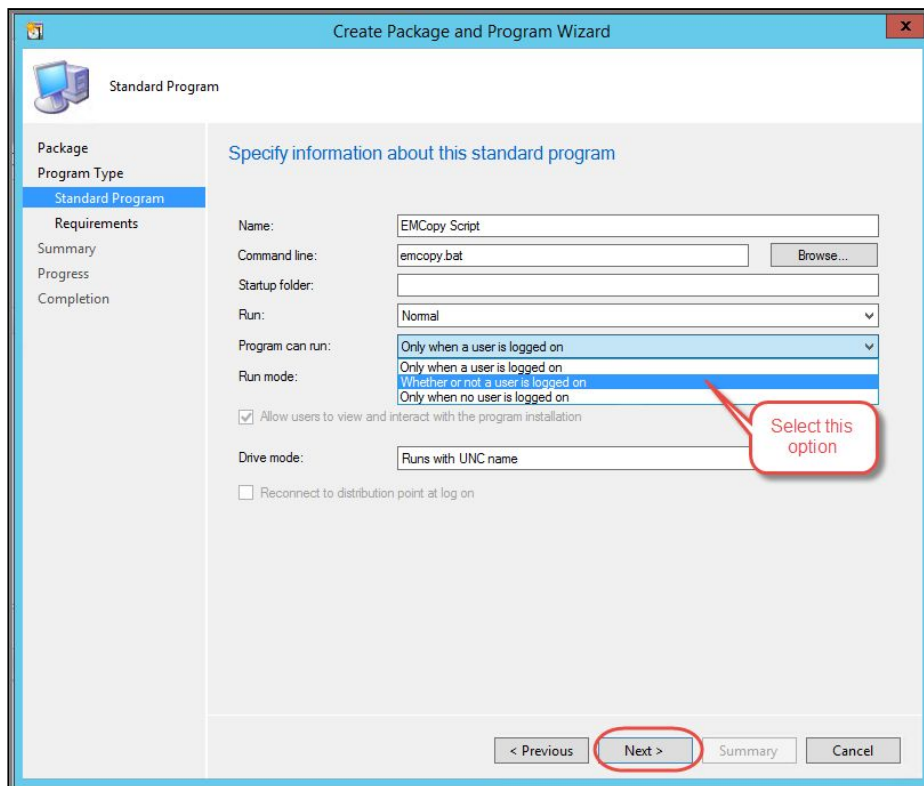 Create Package and Program Wizard
x
Standard Program
Package
Program Type
Standard Program
Requirements
Summary
Progress
Completion
Specify information about this standard program
Name:
EMCopy Script
Command line:
emcopy.bat
Browse...
Startup folder:
Run:
Normal
Program can run:
Only when a user is logged on
Only when a user is logged on
Whether or not a user is logged on
Only when no user is logged on
Run mode:
Allow users to view and interact with the program installation
Select this
option
Drive mode:
Runs with UNC name
Reconnect to distribution point at log on
< Previous
Next >
Summary
Cancel